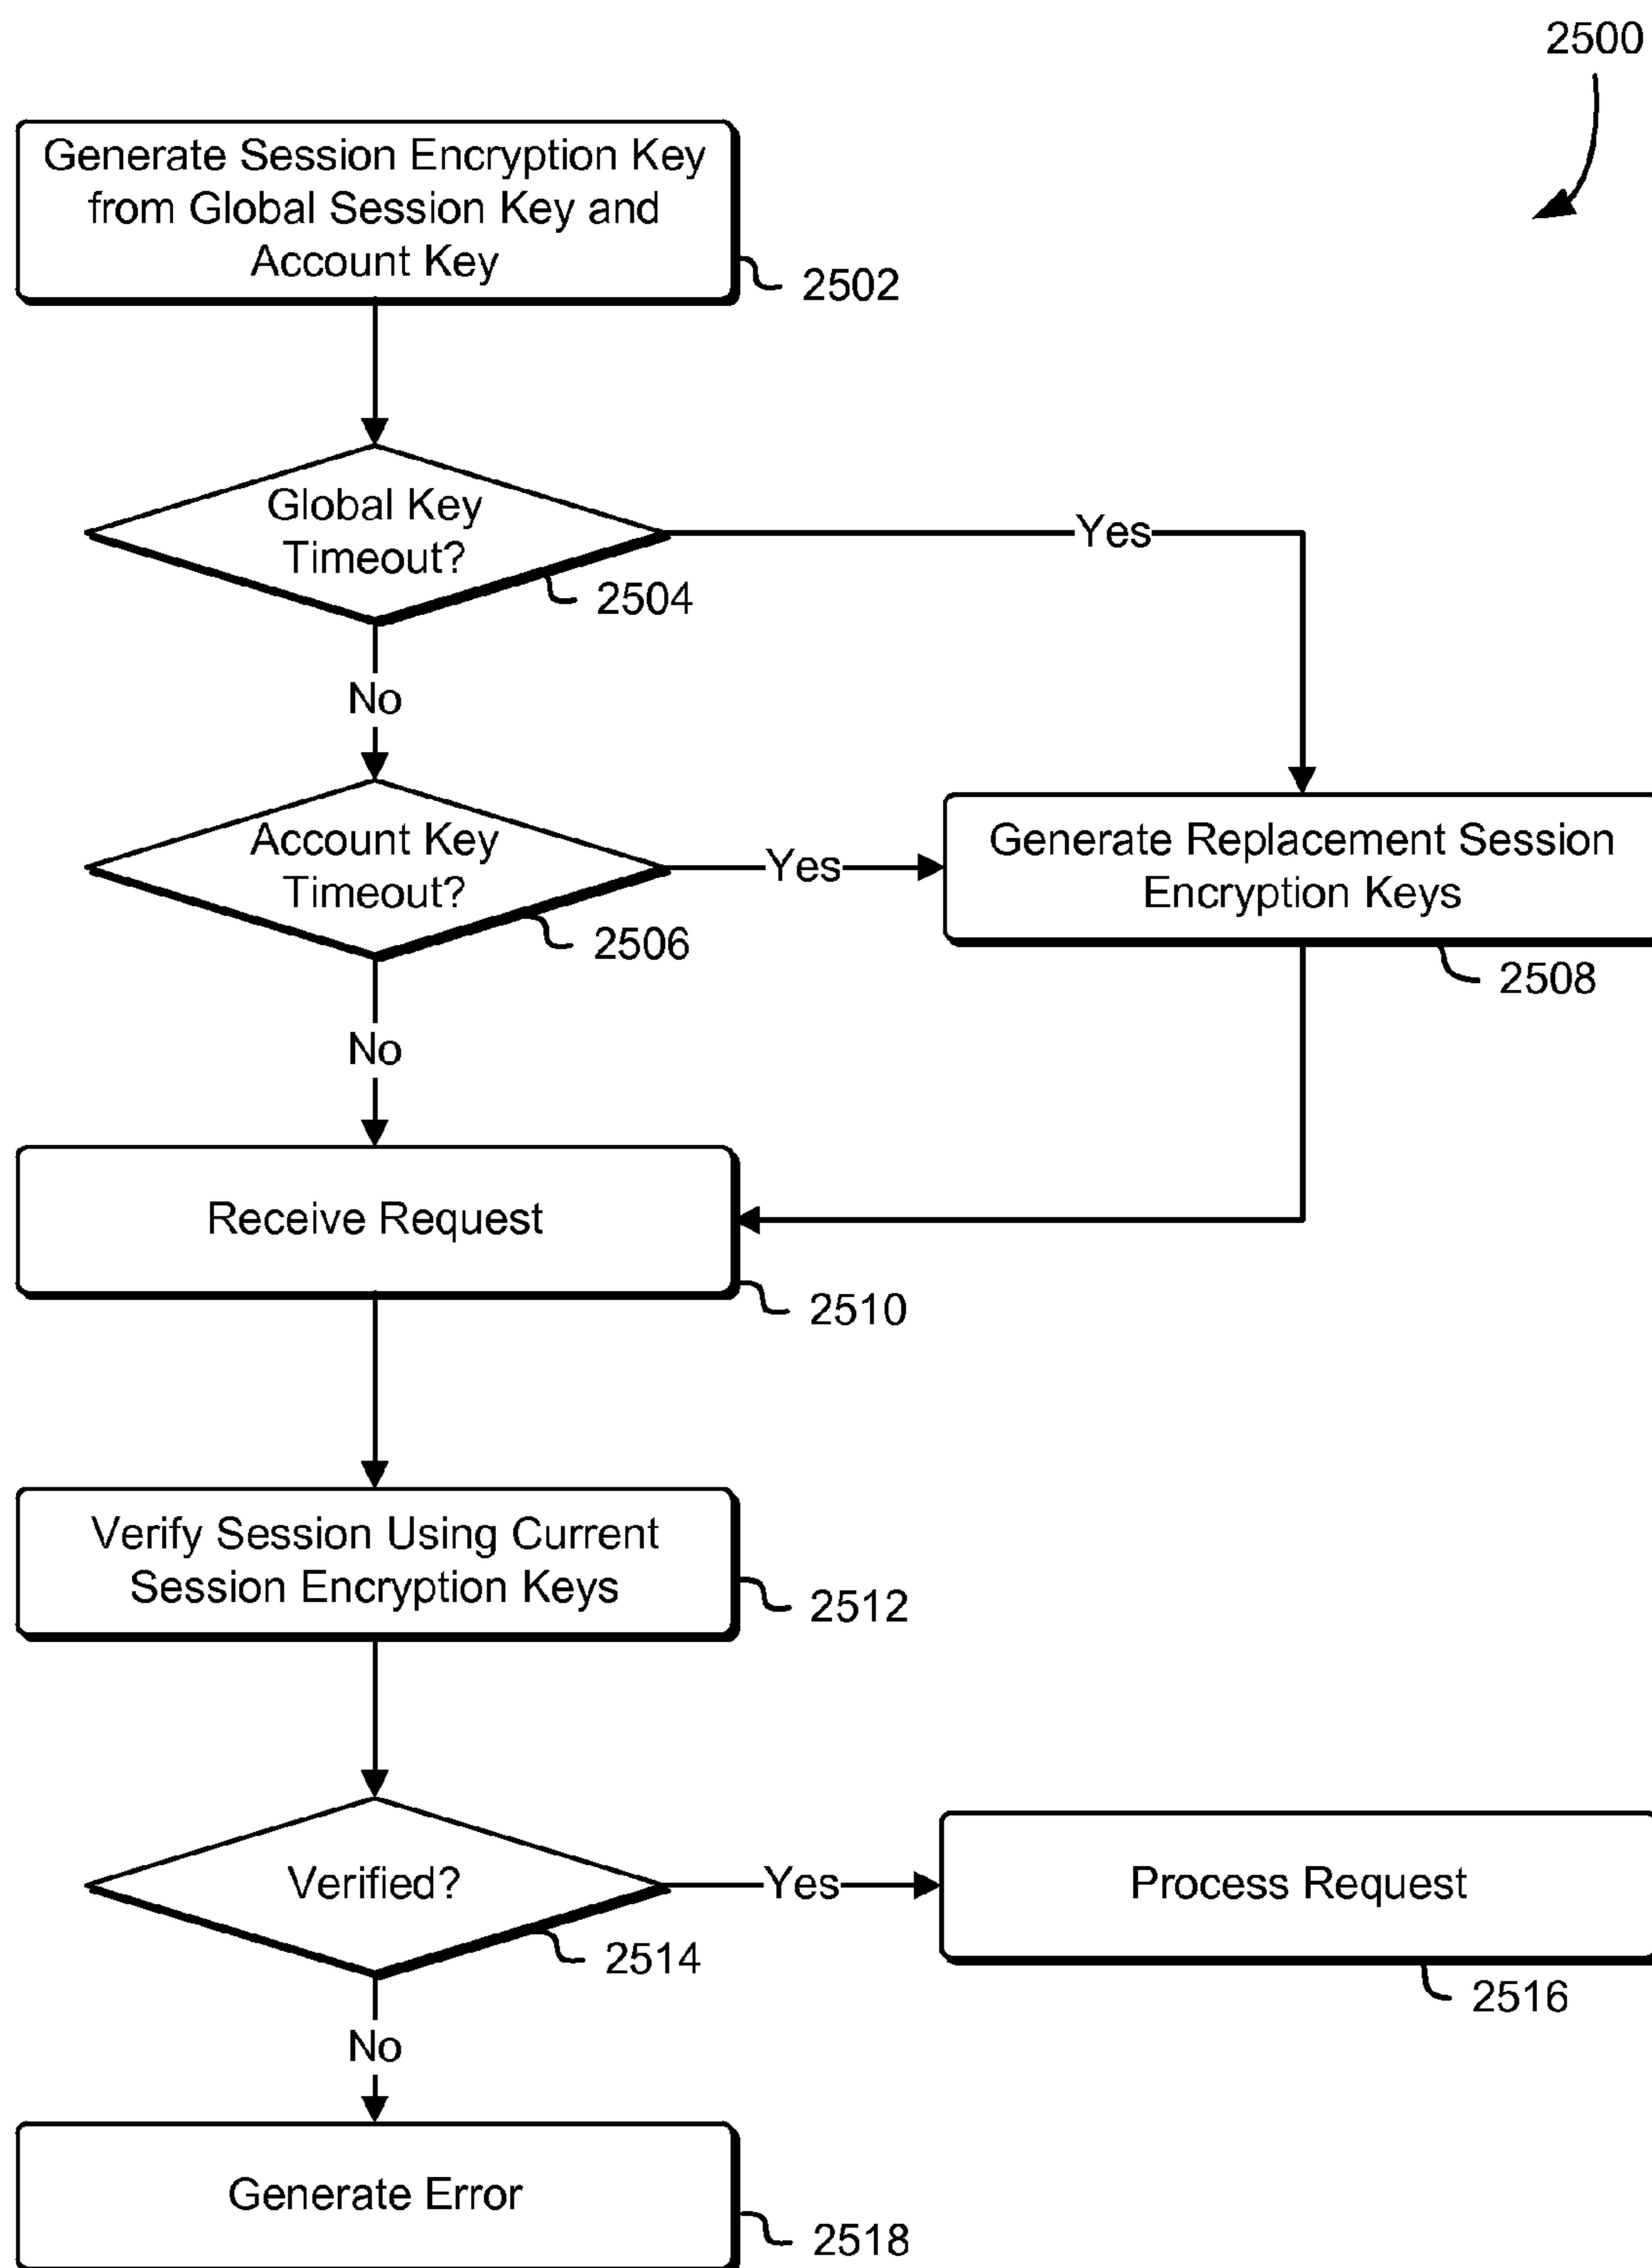 2500
Generate Session Encryption Key
from Global Session Key and
Account Key
2502
Global Key
Timeout?
2504
Yes
No
Account Key
Timeout?
2506
Yes
Generate Replacement Session
Encryption Keys
2508
No
Receive Request
2510
Verify Session Using Current
Session Encryption Keys
2512
Verified?
2514
Yes
Process Request
2516
No
Generate Error
2518